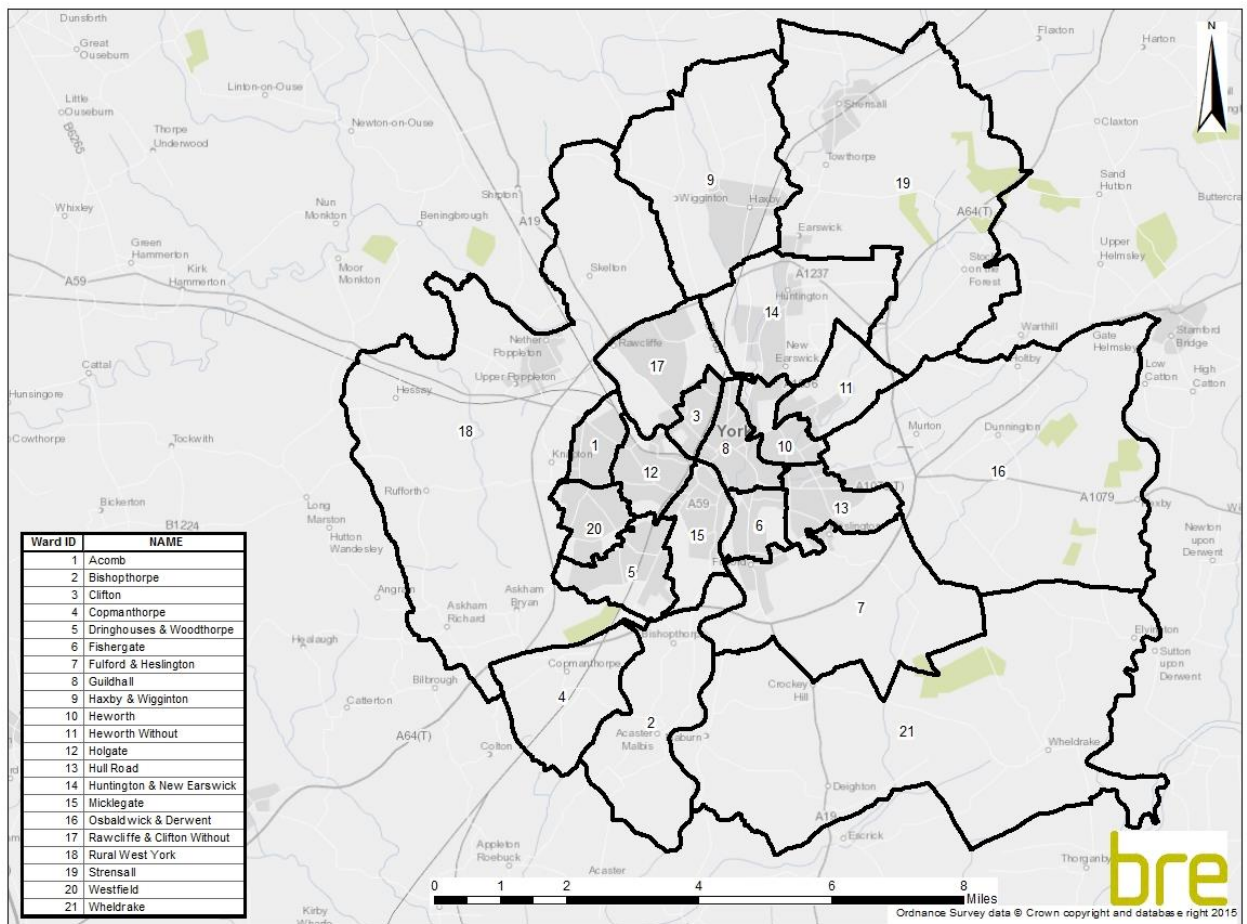 Dunsforth
Great
Ouseburn
Little
Ouseburn
B6265
Thorpe
Underwood
Linton-on-Ouse
Newton-on-Ouse
Flaxton
Harton
N
Strensall
Claxton
Towthorpe
9
19
Sand
Hutton
Wigginton
Haxby
Shipton
A19
Whixley
Nun
Monkton
Beningbrough
A64(T)
Earswick
Upper
Helmsley
Green
Hammerton
Kirk
Hammerton
Moor
Monkton
A59
Skelton
A1237
Huntington
Stock
on the
Forest
14
Warthill
Gate
Helmsley
Stamford
Bridge
Nether
Poppleton
Rawcliffe
New
Earswick
Holtby
Low
Catton
High
Catton
Cattal
Upper Poppleton
17
11
Hunsingore
Hessay
3
York
Murton
Dunnington
Cowthorpe
Tockwith
18
1
8
10
Knapton
12
16
Rufforth
A59
A1079
Bickerton
Long
Marston
B1224
Hutton
Wandesley
20
15
6
13
Newton
upon
Derwent
5
7
Angram
Askham
Bryan
Askham
Richard
Healaugh
Bishopthorpe
Elvington
Sutton
upon
Derwent
Copmanthorpe
Bilbrough
Catterton
4
Crockey
Hill
2
Acaster
Malbis
21
A64(T)
Colton
Wheldrake
Deighton
A19
Escrick
Appleton
Roebuck
Acaster
Thorganby
Kirby
Ward ID NAME
1 Acomb
2 Bishopthorpe
3 Clifton
4 Copmanthorpe
5 Dringhouses & Woodthorpe
6 Fishergate
7 Fulford & Heslington
8 Guildhall
9 Haxby & Wigginton
10 Heworth
11 Heworth Without
12 Holgate
13 Hull Road
14 Huntington & New Earswick
15 Micklegate
16 Osbaldwick & Derwent
17 Rawcliffe & Clifton Without
18 Rural West York
19 Strensall
20 Westfield
21 Wheldrake
0 1 2 4 6 8
Miles
bre
Ordnance Survey data © Crown copyright and database right 2015